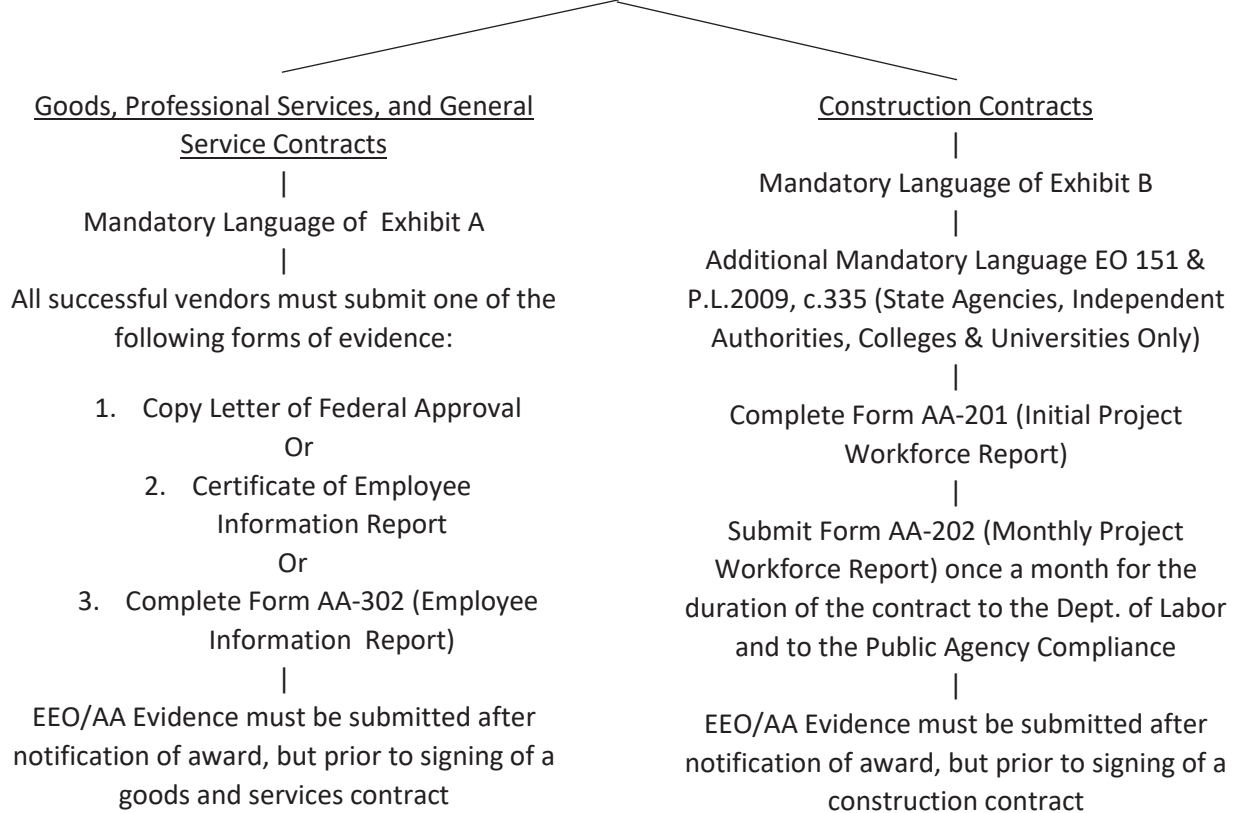 Goods, Professional Services, and General
Service Contracts
|
Mandatory Language of Exhibit A
|
All successful vendors must submit one of the
following forms of evidence:
1. Copy Letter of Federal Approval
Or
2. Certificate of Employee
Information Report
Or
3. Complete Form AA-302 (Employee
Information Report)
|
EEO/AA Evidence must be submitted after
notification of award, but prior to signing of a
goods and services contract
Construction Contracts
|
Mandatory Language of Exhibit B
|
Additional Mandatory Language EO 151 &
P.L.2009, c.335 (State Agencies, Independent
Authorities, Colleges & Universities Only)
|
Complete Form AA-201 (Initial Project
Workforce Report)
|
Submit Form AA-202 (Monthly Project
Workforce Report) once a month for the
duration of the contract to the Dept. of Labor
and to the Public Agency Compliance
|
EEO/AA Evidence must be submitted after
notification of award, but prior to signing of a
construction contract